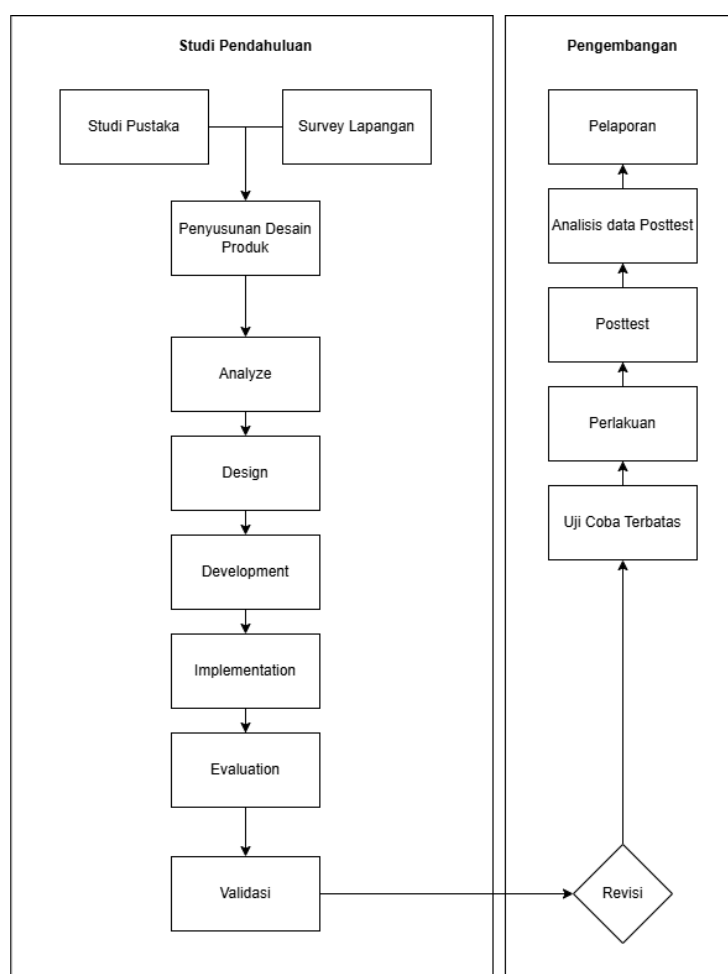 Studi Pendahuluan
Studi Pustaka
Survey Lapangan
Penyusunan Desain
Produk
Analyze
Design
Development
Implementation
Evaluation
Validasi
Pengembangan
Pelaporan
Analisis data Posttest
Posttest
Perlakuan
Uji Coba Terbatas
Revisi